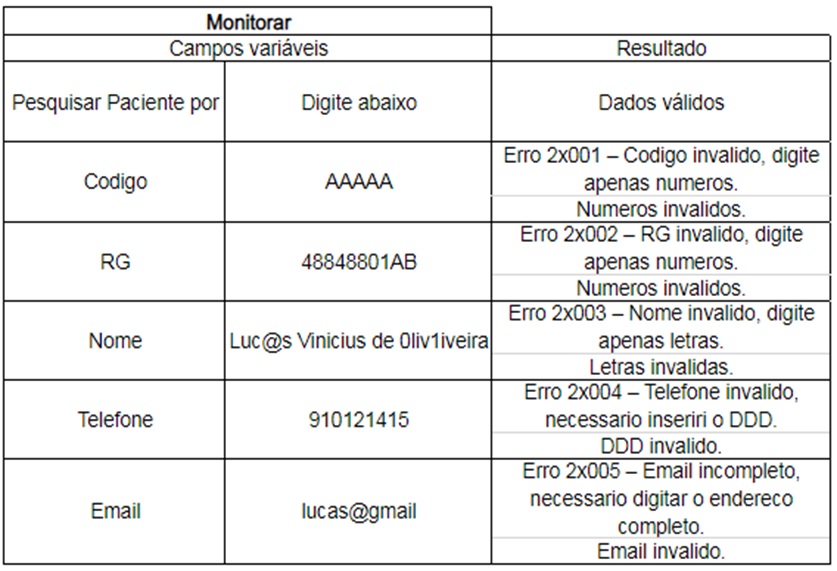 Monitorar
Campos variáveis Resultado
Pesquisar Paciente por Digite abaixo Dados válidos
Codigo AAAAA Erro 2x001 – Codigo invalido, digite
apenas numeros.
Numeros invalidos.
RG 48848801AB Erro 2x002 – RG invalido, digite
apenas numeros.
Numeros invalidos.
Nome Luc@s Vinicius de 0liv1iveira Erro 2x003 – Nome invalido, digite
apenas letras.
Letras invalidas.
Telefone 910121415 Erro 2x004 – Telefone invalido,
necessario inseriri o DDD.
DDD invalido.
Email lucas@gmail Erro 2x005 – Email incompleto,
necessario digitar o endereco
completo.
Email invalido.